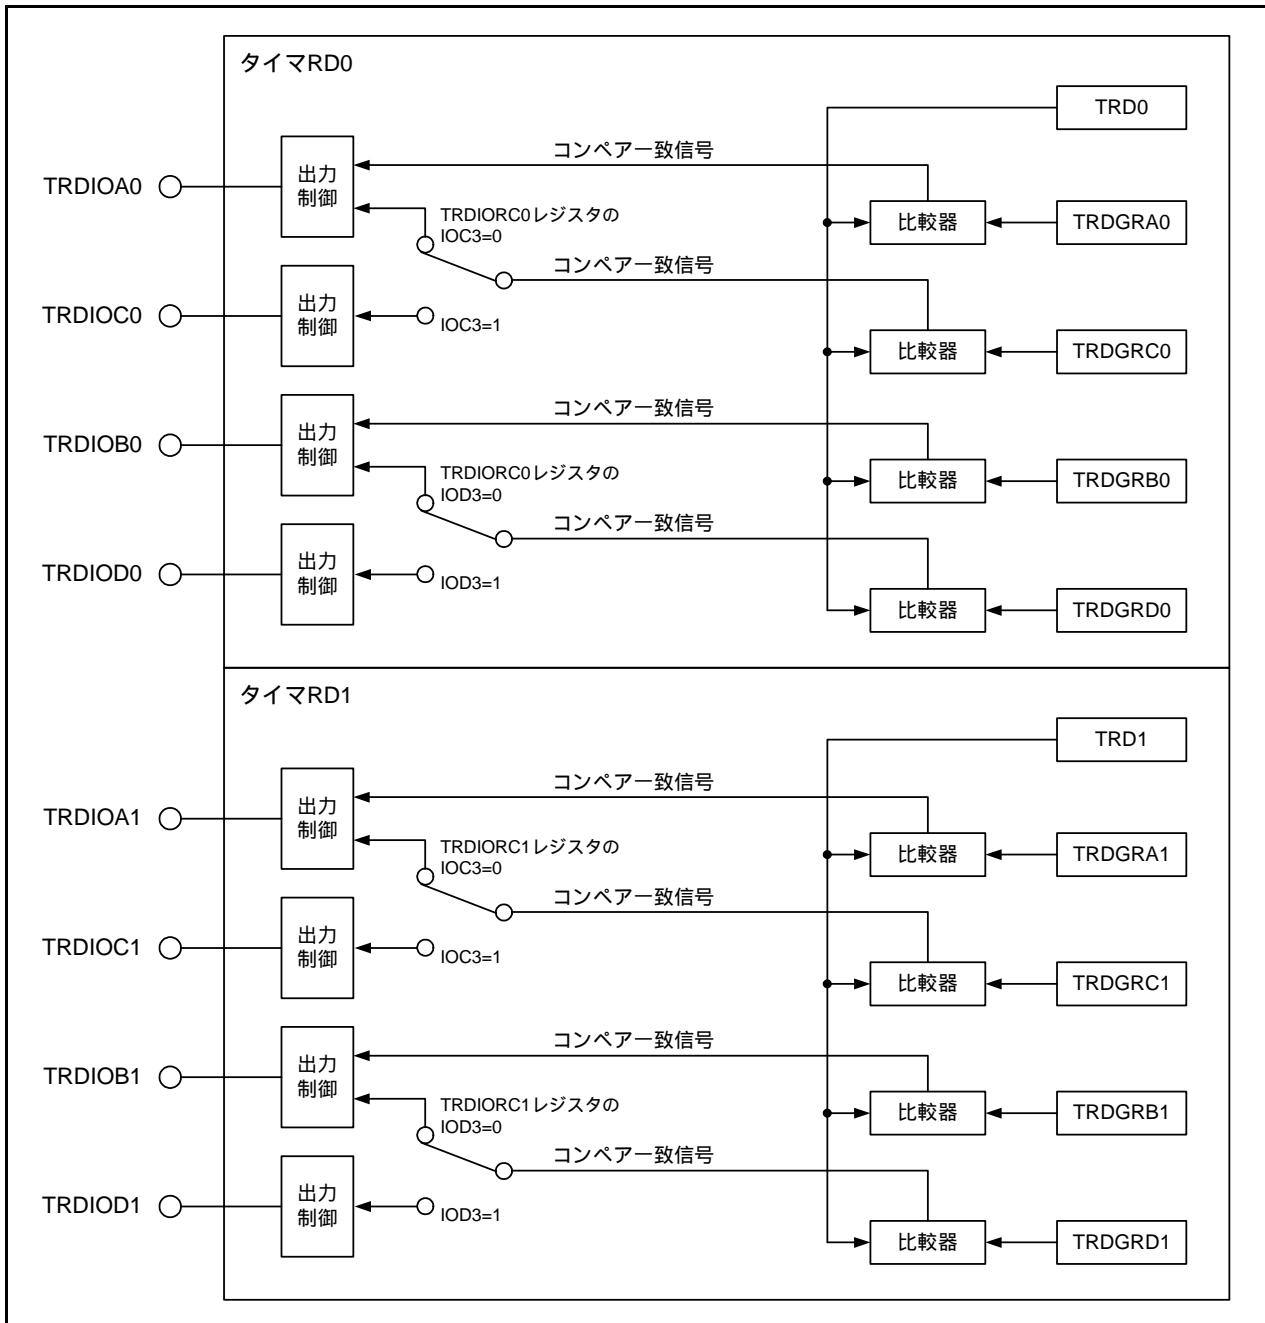 タイマRD0
TRD0
コンペア一致信号
出力
制御
TRDIOA0
TRDIORC0レジスタの
IOC3=0
比較器
TRDGRA0
コンペア一致信号
出力
制御
TRDIOC0
IOC3=1
比較器
TRDGRC0
コンペア一致信号
出力
制御
TRDIOB0
TRDIORC0レジスタの
IOD3=0
比較器
TRDGRB0
コンペア一致信号
出力
制御
TRDIOD0
IOD3=1
比較器
TRDGRD0
タイマRD1
TRD1
コンペア一致信号
出力
制御
TRDIOA1
TRDIORC1レジスタの
IOC3=0
比較器
TRDGRA1
コンペア一致信号
出力
制御
TRDIOC1
IOC3=1
比較器
TRDGRC1
コンペア一致信号
出力
制御
TRDIOB1
TRDIORC1レジスタの
IOD3=0
比較器
TRDGRB1
コンペア一致信号
出力
制御
TRDIOD1
IOD3=1
比較器
TRDGRD1